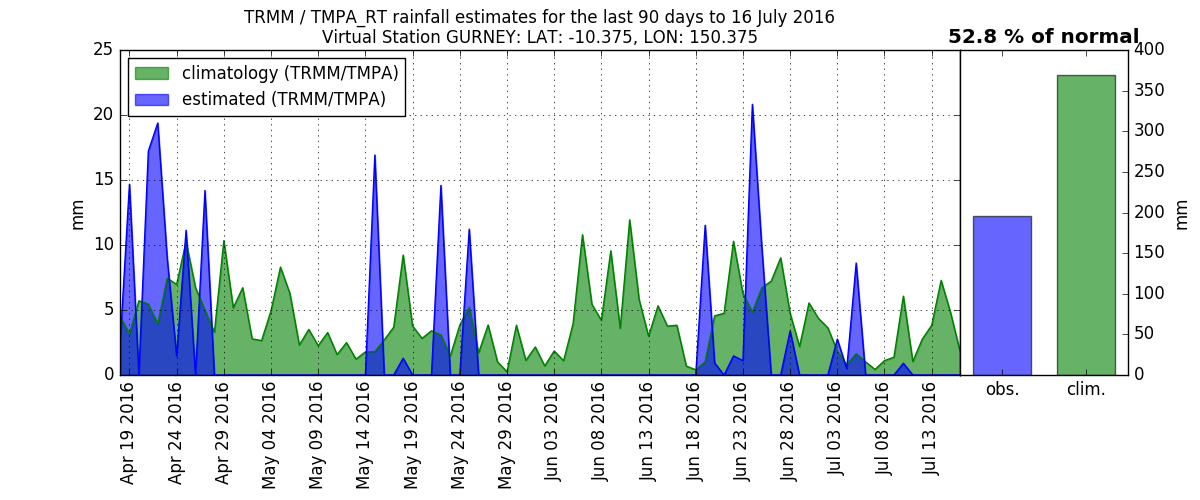 TRMM / TMPA_RT rainfall estimates for the last 90 days to 16 July 2016
Virtual Station GURNEY: LAT: -10.375, LON: 150.375
52.8 % of normal
climatology (TRMM/TMPA)
estimated (TRMM/TMPA)
25
20
15
10
5
0
mm
Apr 19 2016
Apr 24 2016
Apr 29 2016
May 04 2016
May 09 2016
May 14 2016
May 19 2016
May 24 2016
May 29 2016
Jun 03 2016
Jun 08 2016
Jun 13 2016
Jun 18 2016
Jun 23 2016
Jun 28 2016
Jul 03 2016
Jul 08 2016
Jul 13 2016
400
350
300
250
200
150
100
50
0
mm
obs.
clim.